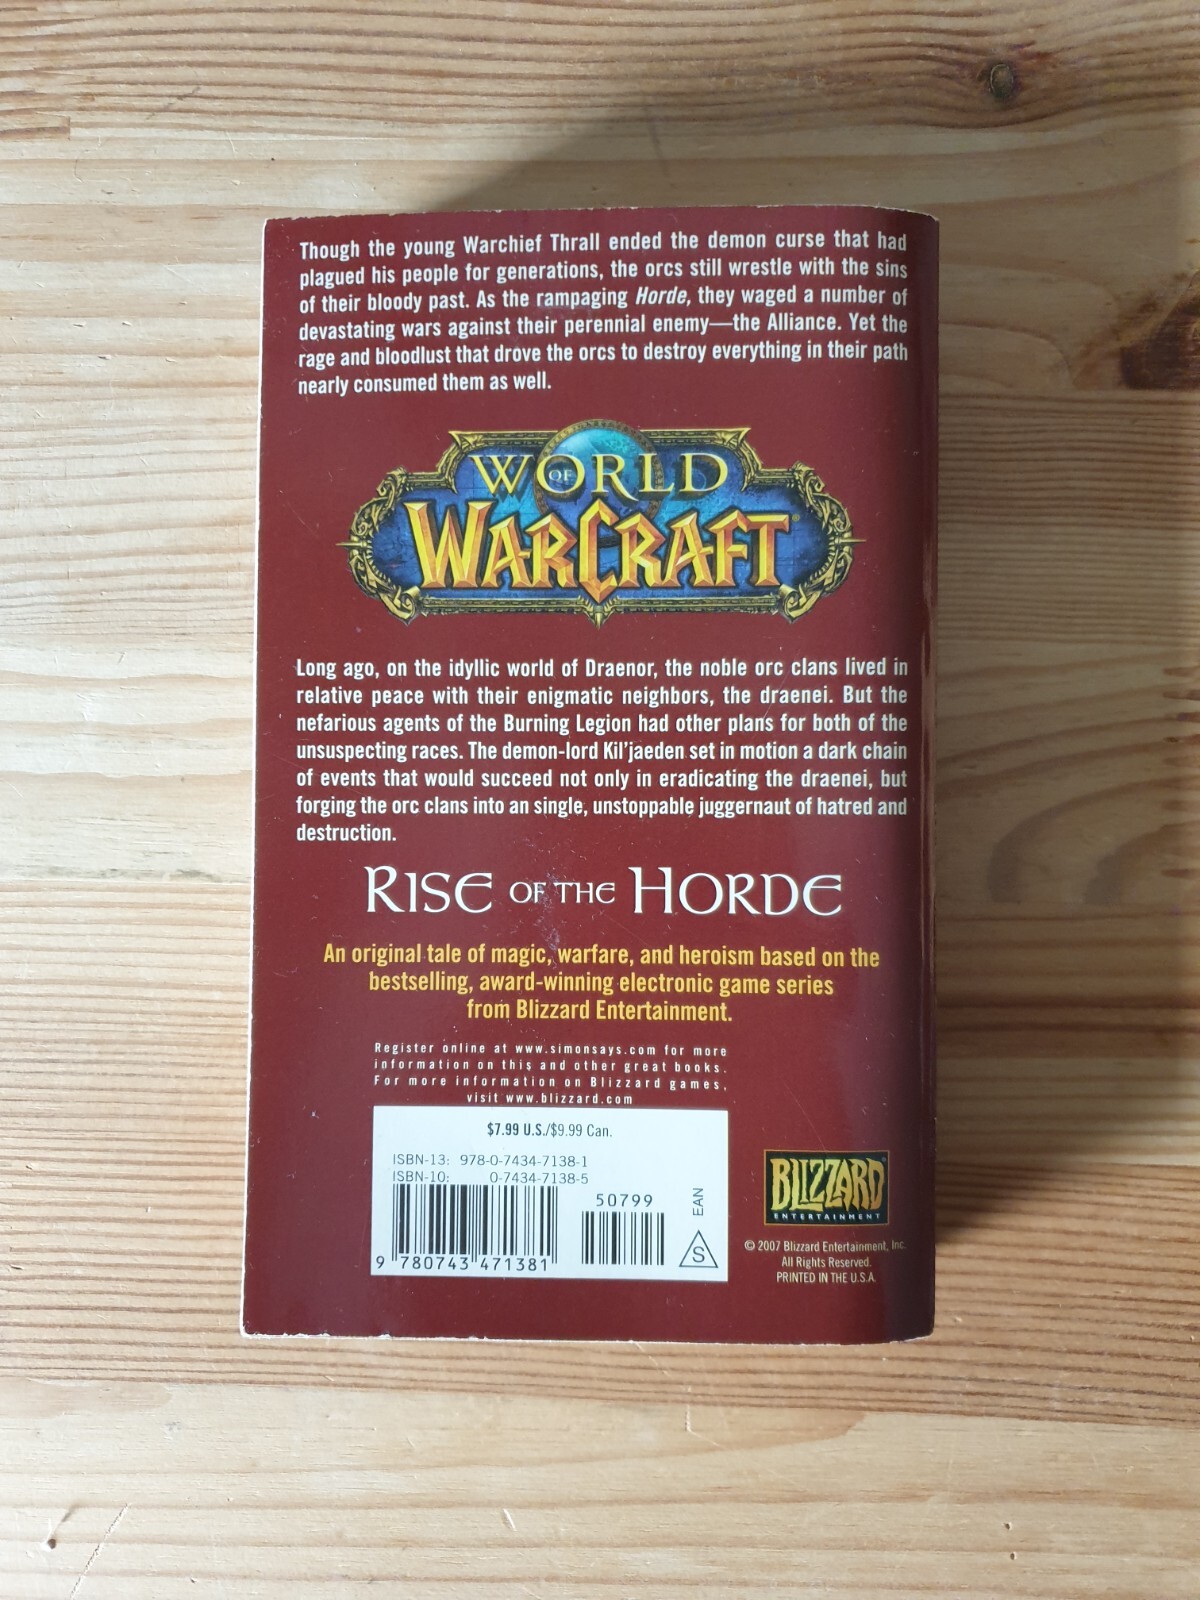 Though the young Warchief Thrall ended the demon curse that had
plagued his people for generations, the orcs still wrestle with the sins
of their bloody past. As the rampaging Horde, they waged a number of
devastating wars against their perennial enemy—the Alliance. Yet the
rage and bloodlust that drove the orcs to destroy everything in their path
nearly consumed them as well.
WORLD
OF
WARCRAFT®
Long ago, on the idyllic world of Draenor, the noble orc clans lived in
relative peace with their enigmatic neighbors, the draenei. But the
nefarious agents of the Burning Legion had other plans for both of the
unsuspecting races. The demon-lord Kil'jaeden set in motion a dark chain
of events that would succeed not only in eradicating the draenei, but
forging the orc clans into an single, unstoppable juggernaut of hatred and
destruction.
RISE OF THE HORDE
An original tale of magic, warfare, and heroism based on the
bestselling, award-winning electronic game series
from Blizzard Entertainment.
Register online at www.simonsays.com for more
information on this and other great books.
For more information on Blizzard games,
visit www.blizzard.com
$7.99 U.S./$9.99 Can.
ISBN-13: 978-0-7434-7138-1
ISBN-10: 0-7434-7138-5
50799
EAN
S
9 780743 471381
BLIZZARD®
ENTERTAINMENT
© 2007 Blizzard Entertainment, Inc.
All Rights Reserved.
PRINTED IN THE U.S.A.